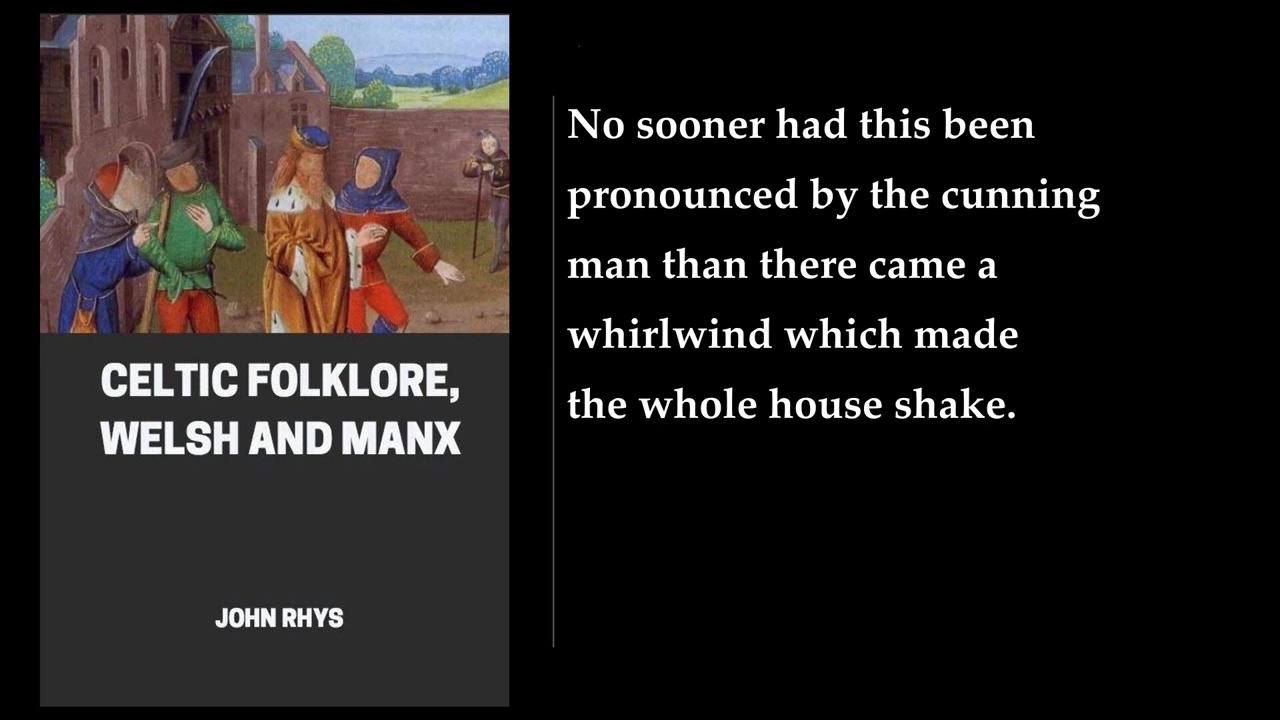 CELTIC FOLKLORE,
WELSH AND MANX
JOHN RHYS
No sooner had this been
pronounced by the cunning
man than there came a
whirlwind which made
the whole house shake.